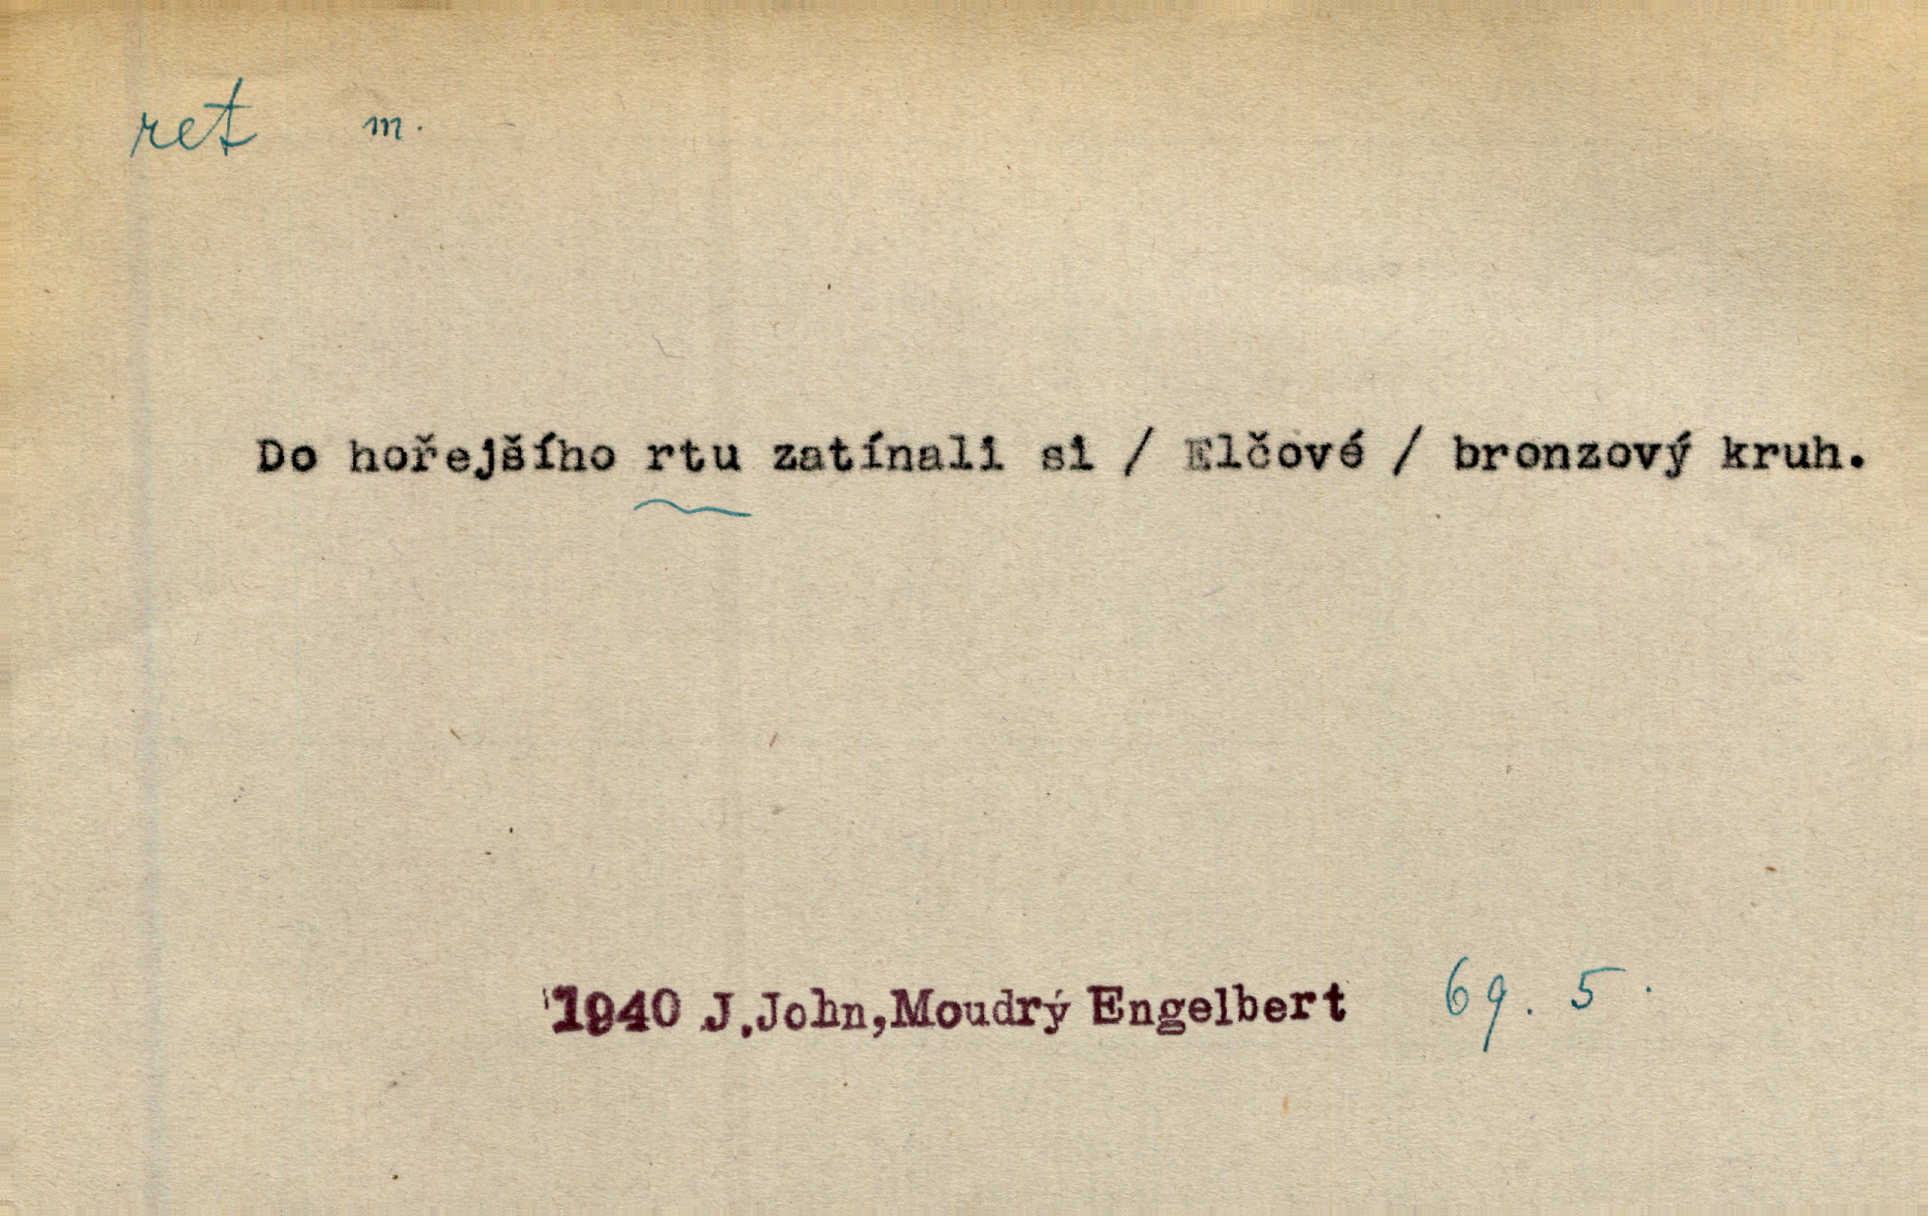 ret m.
Do hořejšího rtu zatínali si / Elčové / bronzový kruh.
1940 J.John,Moudrý Engelbert 69. 5.